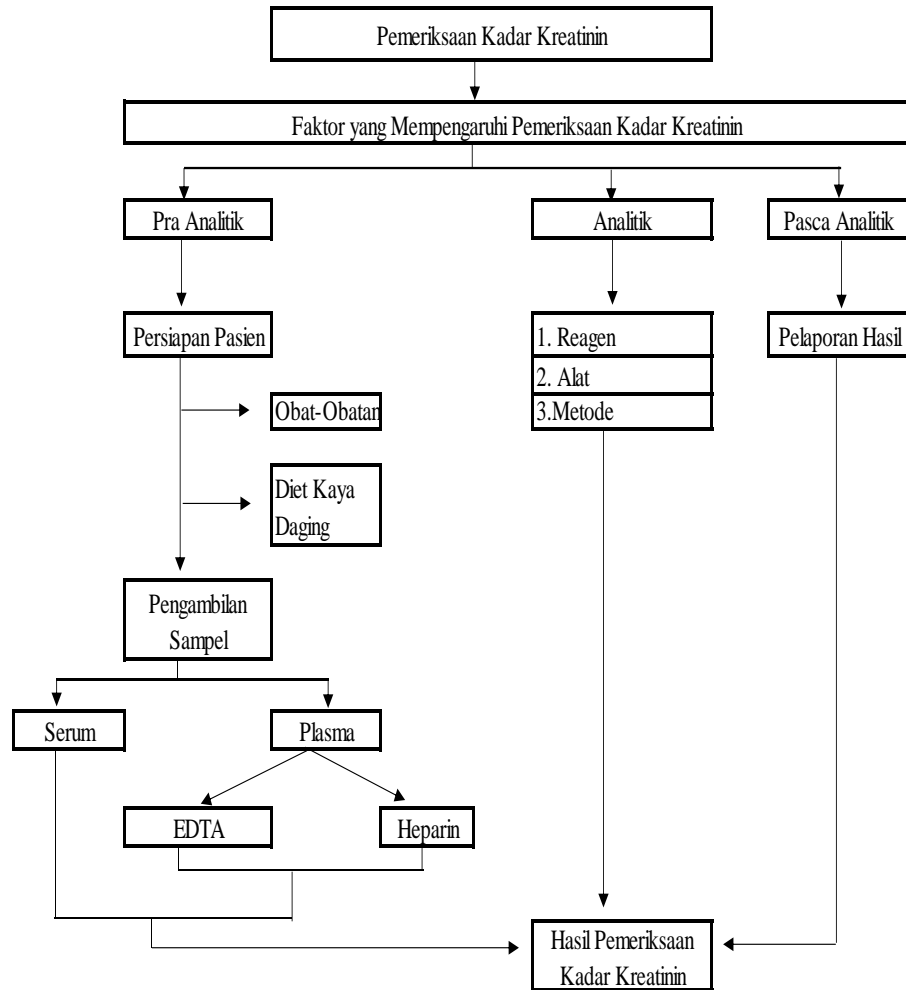 Pemeriksaan Kadar Kreatinin
Faktor yang Mempengaruhi Pemeriksaan Kadar Kreatinin
Pra Analitik
Analitik
Pasca Analitik
Persiapan Pasien
1. Reagen
Pelaporan Hasil
2. Alat
3.Metode
Obat-Obatan
Diet Kaya
Daging
Pengambilan
Sampel
Serum
Plasma
EDTA
Heparin
Hasil Pemeriksaan
Kadar Kreatinin